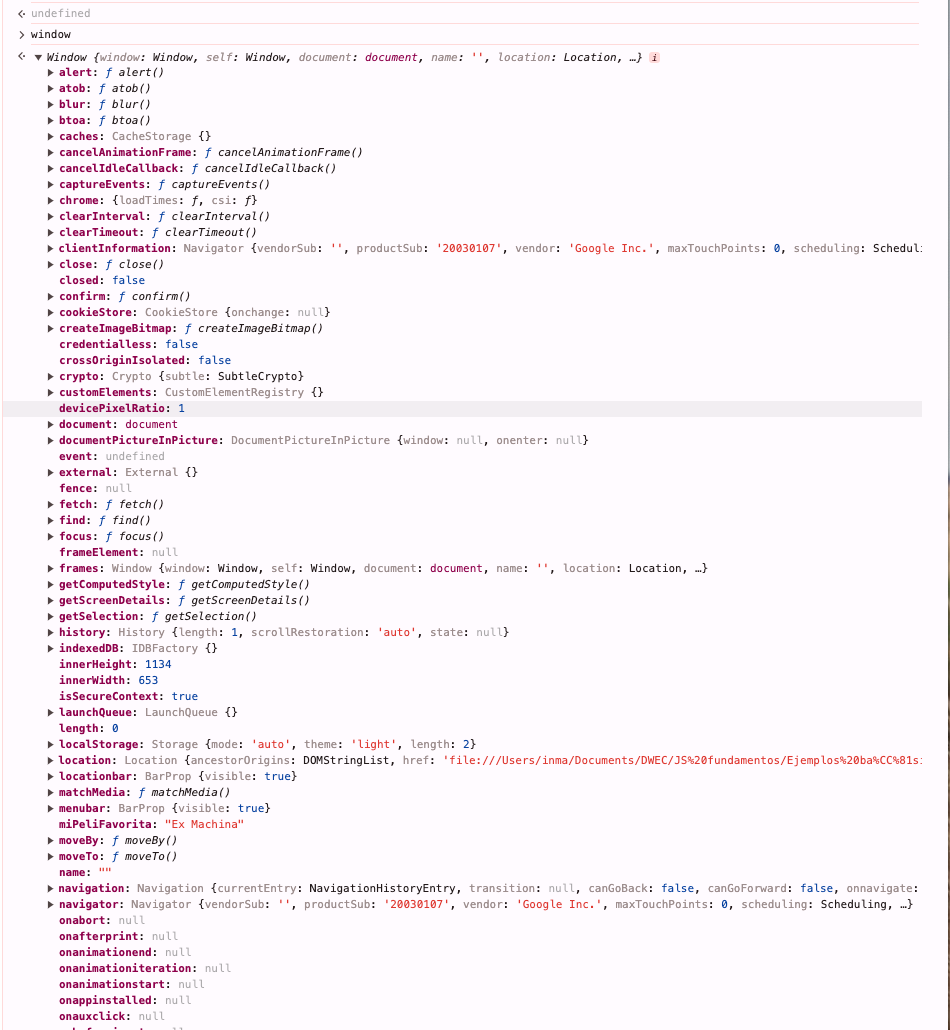 undefined
window
Window {window: Window, self: Window, document: document, name: '', location: Location, …} i
alert: ƒ alert()
atob: ƒ atob()
blur: ƒ blur()
btoa: ƒ btoa()
caches: CacheStorage {}
cancelAnimationFrame: ƒ cancelAnimationFrame()
cancelIdleCallback: ƒ cancelIdleCallback()
captureEvents: ƒ captureEvents()
chrome: {loadTimes: ƒ, csi: ƒ}
clearInterval: ƒ clearInterval()
clearTimeout: ƒ clearTimeout()
clientInformation: Navigator {vendorSub: '', productSub: '20030107', vendor: 'Google Inc.', maxTouchPoints: 0, scheduling: Schedul
close: ƒ close()
closed: false
confirm: ƒ confirm()
cookieStore: CookieStore {onchange: null}
createImageBitmap: ƒ createImageBitmap()
credentialless: false
crossOriginIsolated: false
crypto: Crypto {subtle: SubtleCrypto}
customElements: CustomElementRegistry {}
devicePixelRatio: 1
document: document
documentPictureInPicture: DocumentPictureInPicture {window: null, onenter: null}
event: undefined
external: External {}
fence: null
fetch: ƒ fetch()
find: ƒ find()
focus: ƒ focus()
frameElement: null
frames: Window {window: Window, self: Window, document: document, name: '', location: Location, …}
getComputedStyle: ƒ getComputedStyle()
getScreenDetails: ƒ getScreenDetails()
getSelection: ƒ getSelection()
history: History {length: 1, scrollRestoration: 'auto', state: null}
indexedDB: IDBFactory {}
innerHeight: 1134
innerWidth: 653
isSecureContext: true
launchQueue: LaunchQueue {}
length: 0
localStorage: Storage {mode: 'auto', theme: 'light', length: 2}
location: Location {ancestorOrigins: DOMStringList, href: 'file:///Users/inma/Documents/DWEC/JS%20fundamentos/Ejemplos%20ba%CC%81si
locationbar: BarProp {visible: true}
matchMedia: ƒ matchMedia()
menubar: BarProp {visible: true}
miPeliFavorita: "Ex Machina"
moveBy: ƒ moveBy()
moveTo: ƒ moveTo()
name: ""
navigation: Navigation {currentEntry: NavigationHistoryEntry, transition: null, canGoBack: false, canGoForward: false, onnavigate:
navigator: Navigator {vendorSub: '', productSub: '20030107', vendor: 'Google Inc.', maxTouchPoints: 0, scheduling: Scheduling, …}
onabort: null
onafterprint: null
onanimationend: null
onanimationiteration: null
onanimationstart: null
onappinstalled: null
onauxclick: null